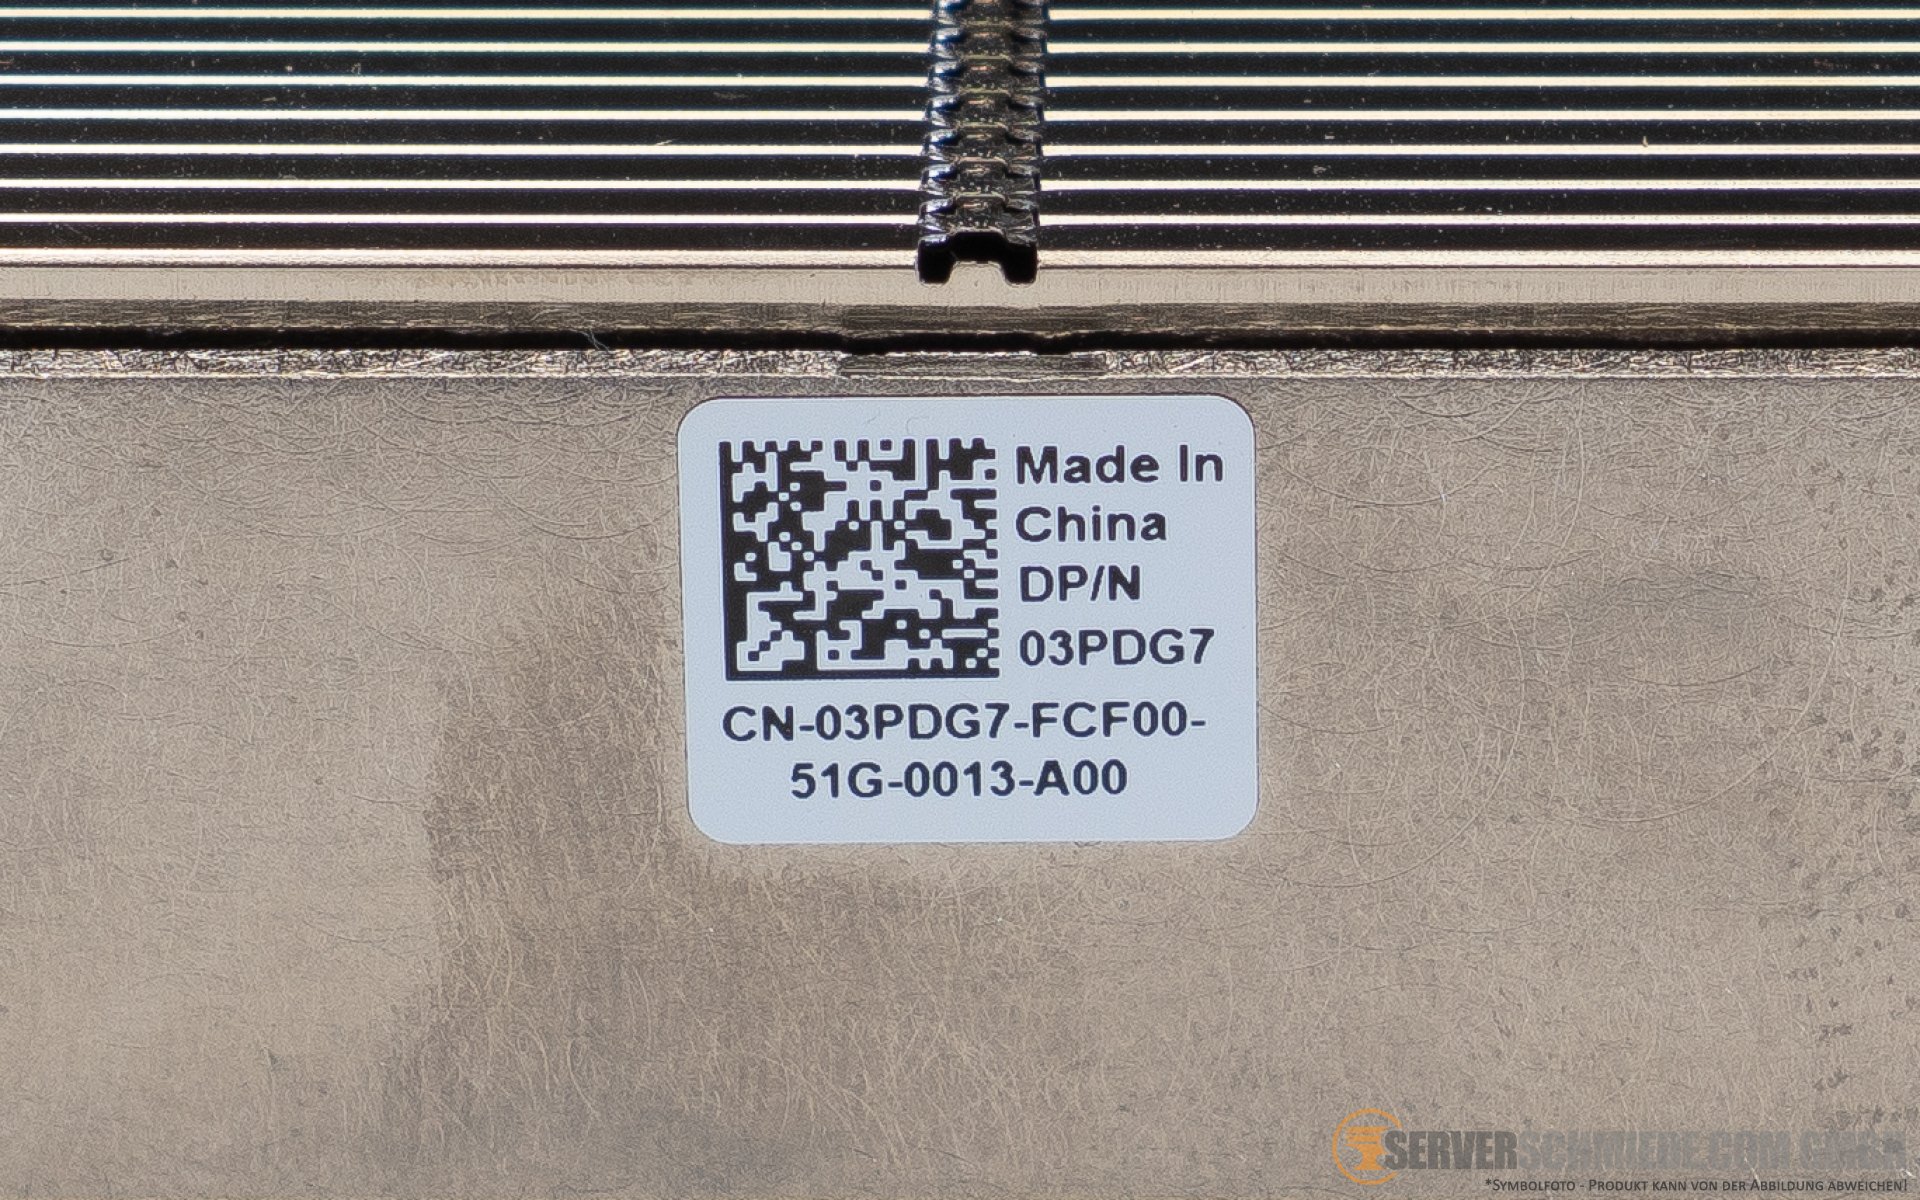 Made In
China
DP/N
03PDG7
CN-03PDG7-FCF00-
51G-0013-A00
SERVERSCHMIEDE.COM GMBH
*Symbolfoto - Produkt kann von der Abbildung abweichen!